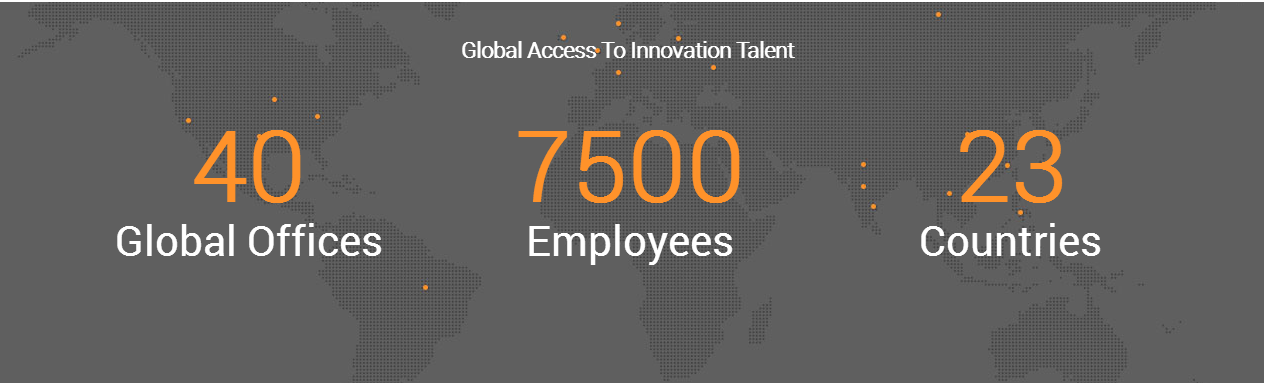 Global Access To Innovation Talent
40
7500
23
Global Offices
Employees
Countries